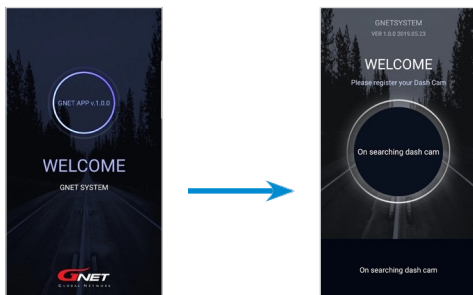 GNET APP v.1.0.0
WELCOME
GNET SYSTEM
GNET
GLOBAL NETWORK
GNETSYSTEM
VER 1.0.0 2019.05.23
WELCOME
Please register your Dash Cam
On searching dash cam
On searching dash cam